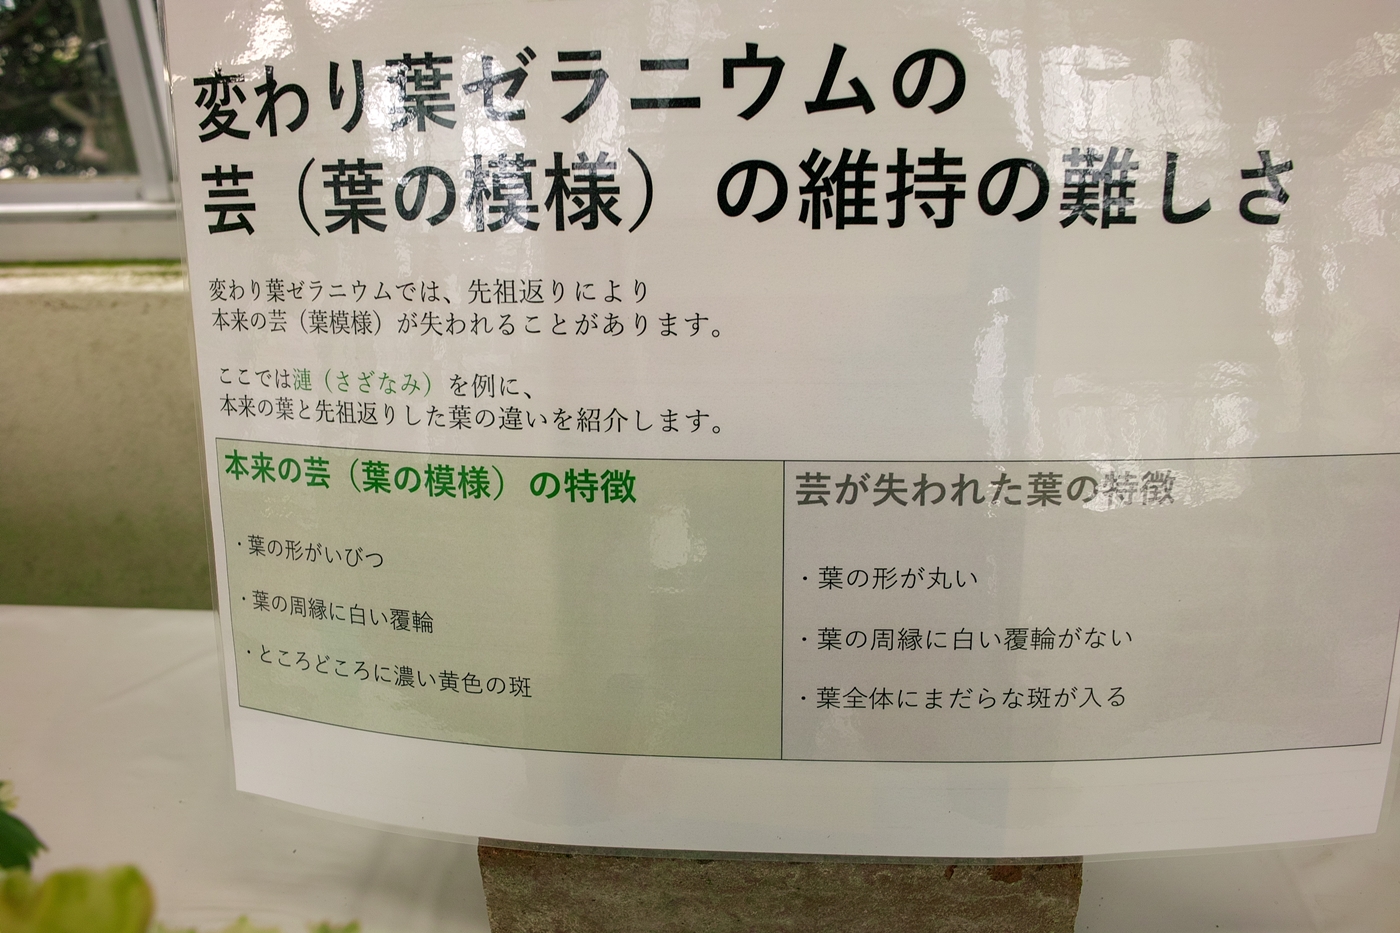 変わり葉ゼラニウムの
芸（葉の模様）の維持の難しさ
変わり葉ゼラニウムでは、先祖返りにより
本来の芸（葉模様）が失われることがあります。
ここでは漣（さざなみ）を例に、
本来の葉と先祖返りした葉の違いを紹介します。
本来の芸（葉の模様）の特徴
・葉の形がいびつ
・葉の周縁に白い覆輪
・ところどころに濃い黄色の斑
芸が失われた葉の特徴
・葉の形が丸い
・葉の周縁に白い覆輪がない
・葉全体にまだらな斑が入る